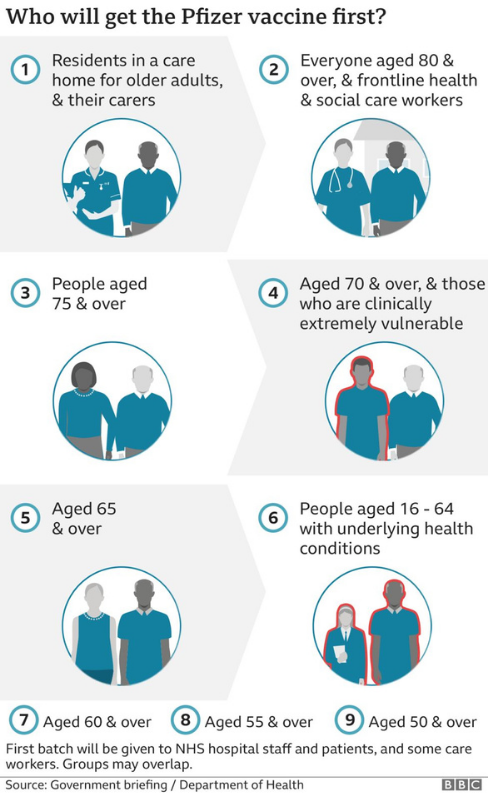 Who will get the Pfizer vaccine first?
1
Residents in a care
home for older adults,
& their carers
2
Everyone aged 80 &
over, & frontline health
& social care workers
3
People aged
75 & over
4
Aged 70 & over, & those
who are clinically
extremely vulnerable
5
Aged 65
& over
6
People aged 16 - 64
with underlying health
conditions
7 Aged 60 & over
8 Aged 55 & over
9 Aged 50 & over
First batch will be given to NHS hospital staff and patients, and some care
workers. Groups may overlap.
Source: Government briefing / Department of Health
BBC